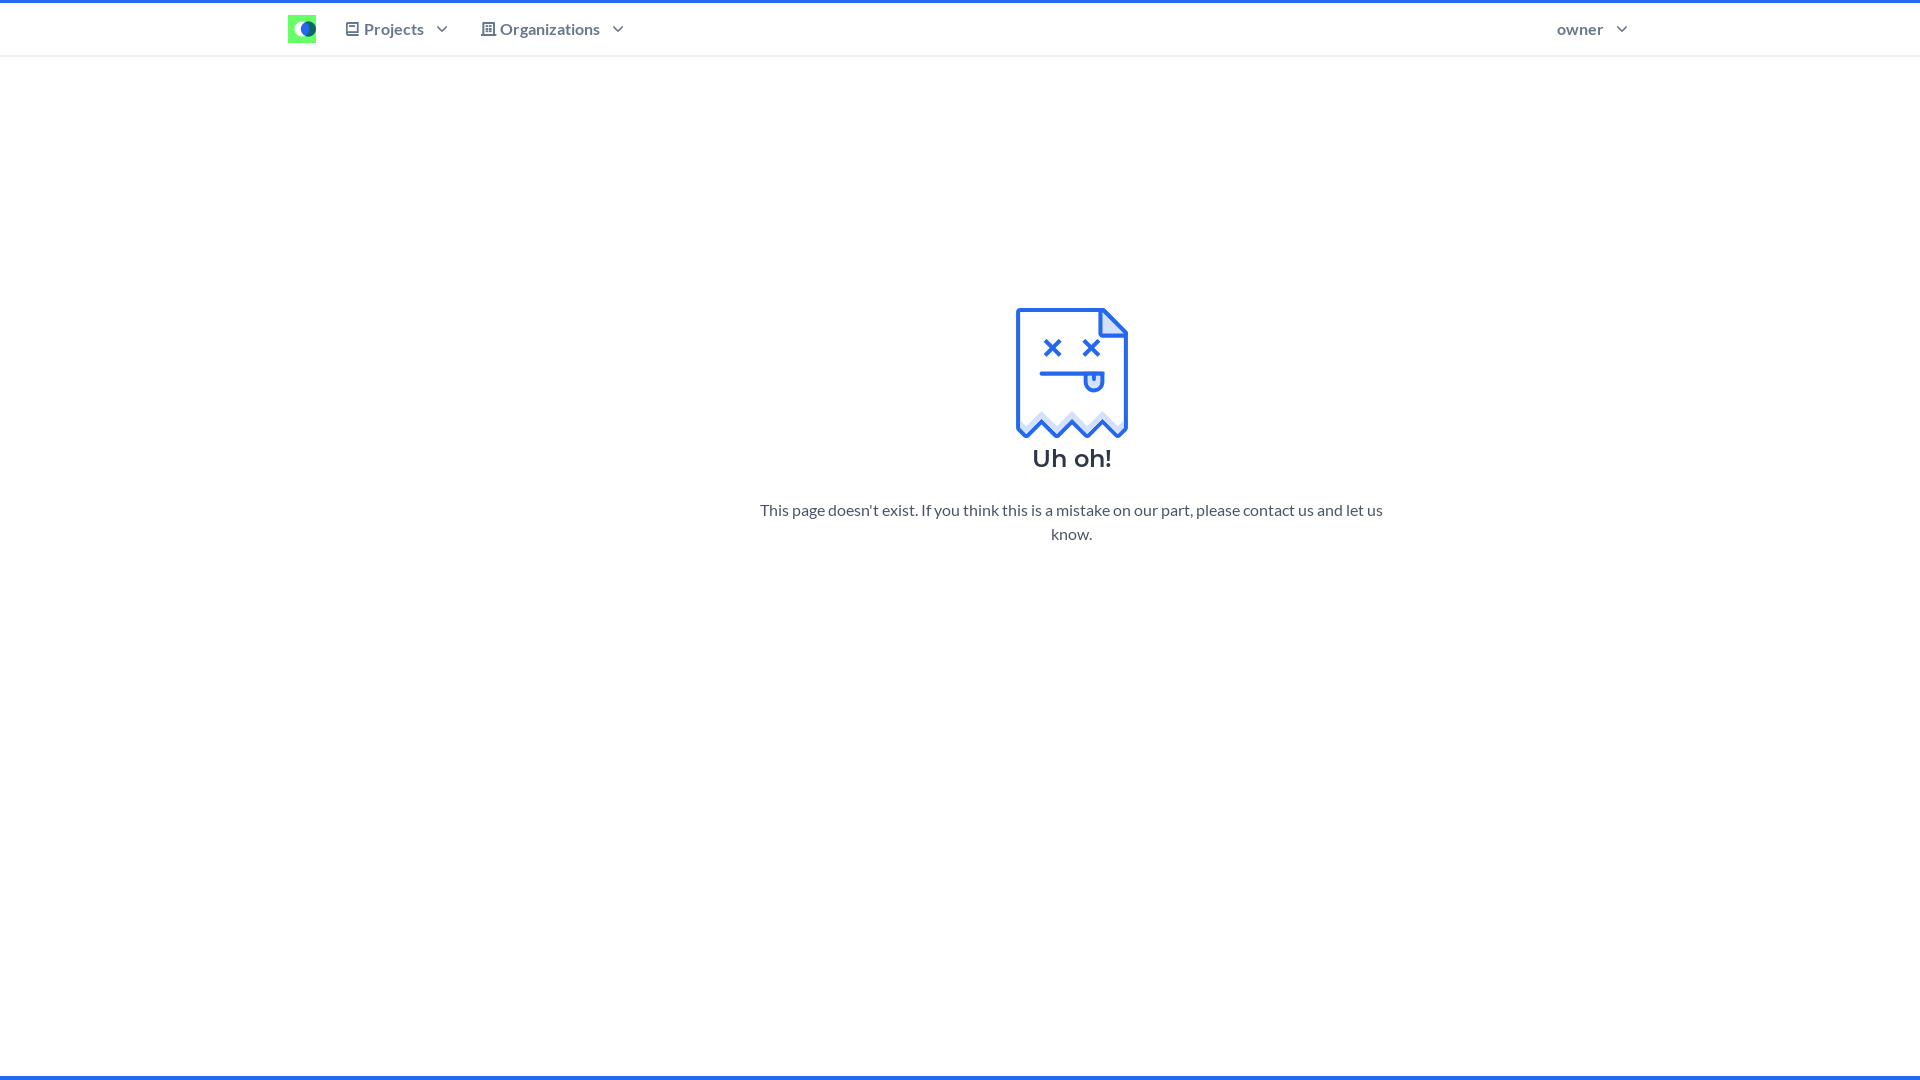 Projects
Organizations
owner
Uh oh!
This page doesn't exist. If you think this is a mistake on our part, please contact us and let us
know.